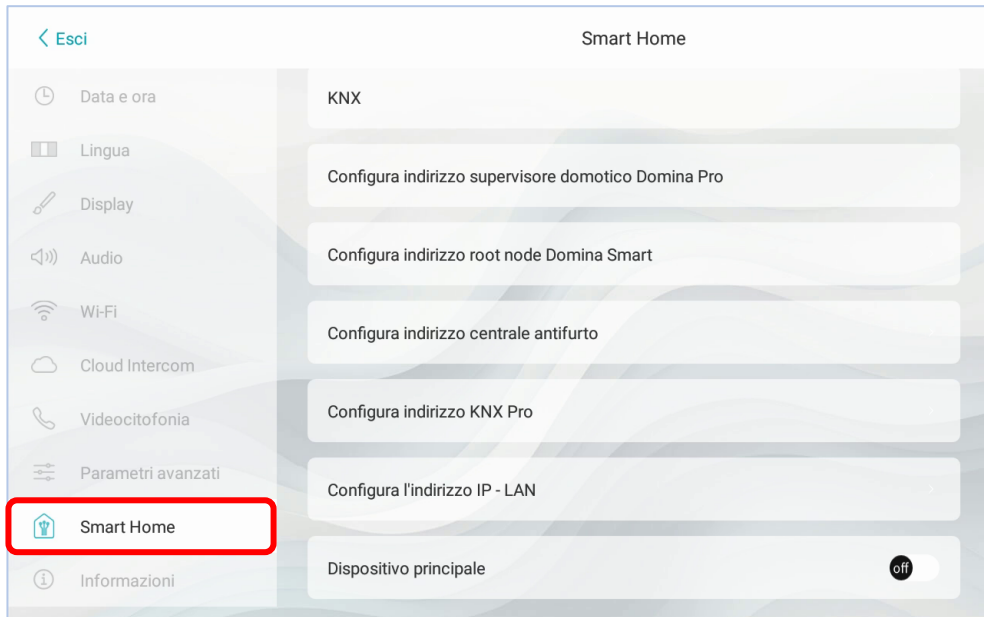 Esci
Smart Home
Data e ora
Lingua
Display
Audio
Wi-Fi
Cloud Intercom
Videocitofonia
Parametri avanzati
Smart Home
Informazioni
KNX
Configura indirizzo supervisore domotico Domina Pro
Configura indirizzo root node Domina Smart
Configura indirizzo centrale antifurto
Configura indirizzo KNX Pro
Configura l'indirizzo IP - LAN
Dispositivo principale
off